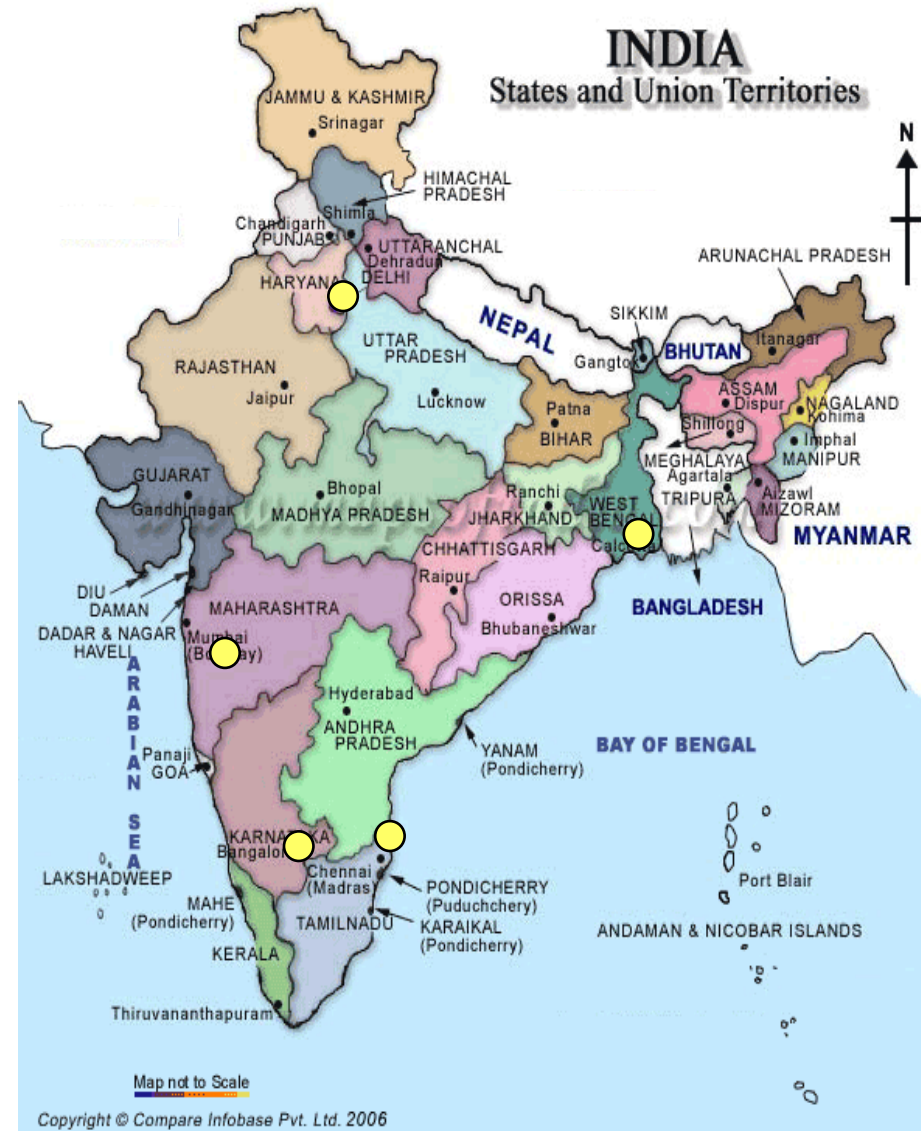 INDIA
States and Union Territories
N
JAMMU & KASHMIR
Srinagar
HIMACHAL
PRADESH
Shimla
Chandigarh
PUNJAB
UTTARANCHAL
Dehradun
DELHI
HARYANA
ARUNACHAL PRADESH
SIKKIM
NEPAL
Itanagar
Gangtok
BHUTAN
UTTAR
PRADESH
RAJASTHAN
Jaipur
Lucknow
ASSAM
Dispur
NAGALAND
Kohima
Patna
BIHAR
Shillong
Imphal
MANIPUR
MEGHALAYA
Agartala
TRIPURA
Aizawl
MIZORAM
GUJARAT
Gandhinagar
Bhopal
MADHYA PRADESH
Ranchi
JHARKHAND
WEST
BENGAL
MYANMAR
CHHATTISGARH
Raipur
DIU
DAMAN
DADAR & NAGAR
HAVELI
MAHARASHTRA
Mumbai
ORISSA
Bhubaneshwar
BANGLADESH
ARABIAN SEA
Hyderabad
ANDHRA
PRADESH
YANAM
(Pondicherry)
BAY OF BENGAL
Panaji
GOA
LAKSHADWEEP
Chennai
(Madras)
PONDICHERRY
(Puduchchery)
Port Blair
MAHE
(Pondicherry)
TAMILNADU
KARAIKAL
(Pondicherry)
ANDAMAN & NICOBAR ISLANDS
KERALA
Thiruvananthapuram
Map not to Scale
Copyright © Compare Infobase Pvt. Ltd. 2006